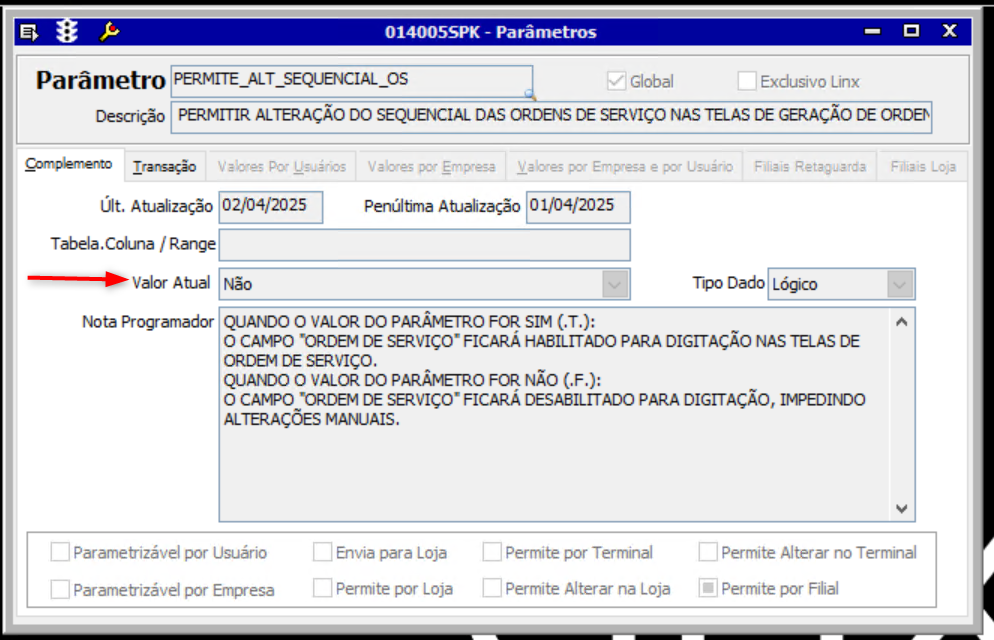 014005SPK - Parâmetros
Parâmetro PERMITE_ALT_SEQUENCIAL_OS Global Exclusivo Linx
Descrição PERMITIR ALTERAÇÃO DO SEQUENCIAL DAS ORDENS DE SERVIÇO NAS TELAS DE GERAÇÃO DE ORDEN
Complemento Transação Valores Por Usuários Valores por Empresa Valores por Empresa e por Usuário Filiais Retaguarda Filiais Loja
Últ. Atualização 02/04/2025 Penúltima Atualização 01/04/2025
Tabela.Coluna / Range
Valor Atual Não Tipo Dado Lógico
Nota Programador QUANDO O VALOR DO PARÂMETRO FOR SIM (.T.):
O CAMPO "ORDEM DE SERVIÇO" FICARÁ HABILITADO PARA DIGITAÇÃO NAS TELAS DE
ORDEM DE SERVIÇO.
QUANDO O VALOR DO PARÂMETRO FOR NÃO (.F.):
O CAMPO "ORDEM DE SERVIÇO" FICARÁ DESABILITADO PARA DIGITAÇÃO, IMPEDINDO
ALTERAÇÕES MANUAIS.
Parametrizável por Usuário Envia para Loja Permite por Terminal Permite Alterar no Terminal
Parametrizável por Empresa Permite por Loja Permite Alterar na Loja Permite por Filial